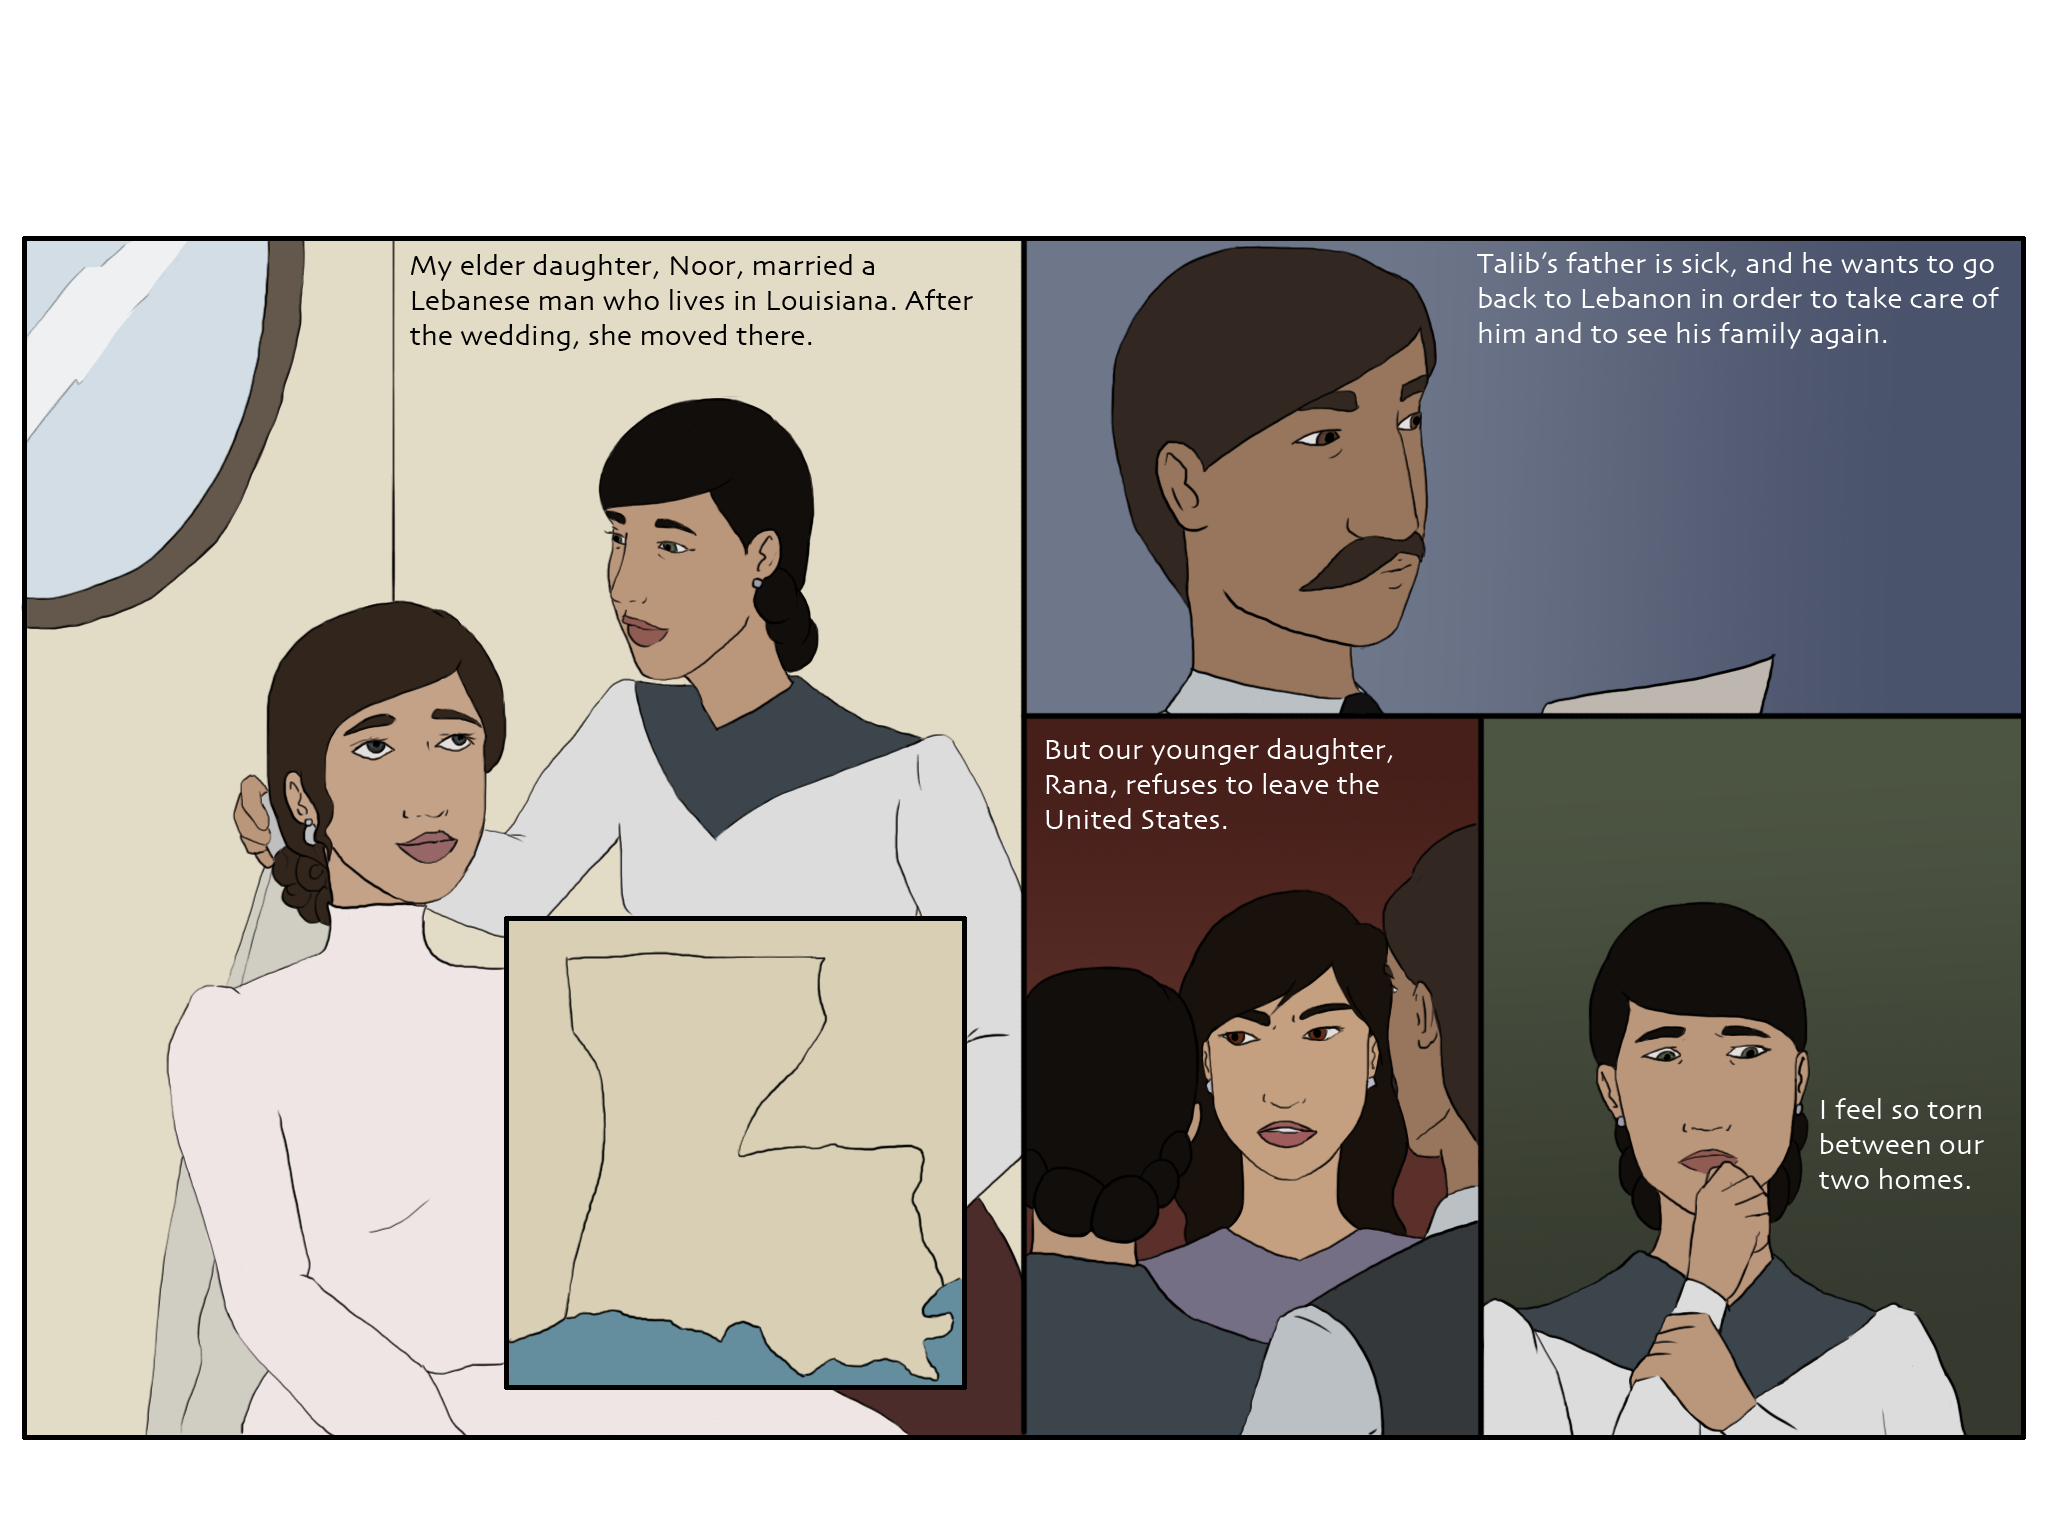 My elder daughter, Noor, married a
Lebanese man who lives in Louisiana. After
the wedding, she moved there.
Talib's father is sick, and he wants to go
back to Lebanon in order to take care of
him and to see his family again.
But our younger daughter,
Rana, refuses to leave the
United States.
I feel so torn
between our
two homes.